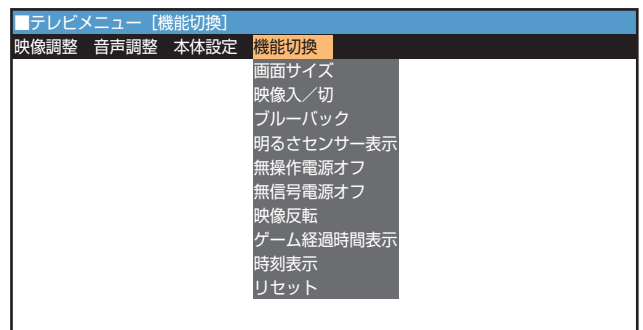 ■テレビメニュー［機能切換］
映像調整 音声調整 本体設定 機能切換
画面サイズ
映像入／切
ブルーバック
明るさセンサー表示
無操作電源オフ
無信号電源オフ
映像反転
ゲーム経過時間表示
時刻表示
リセット